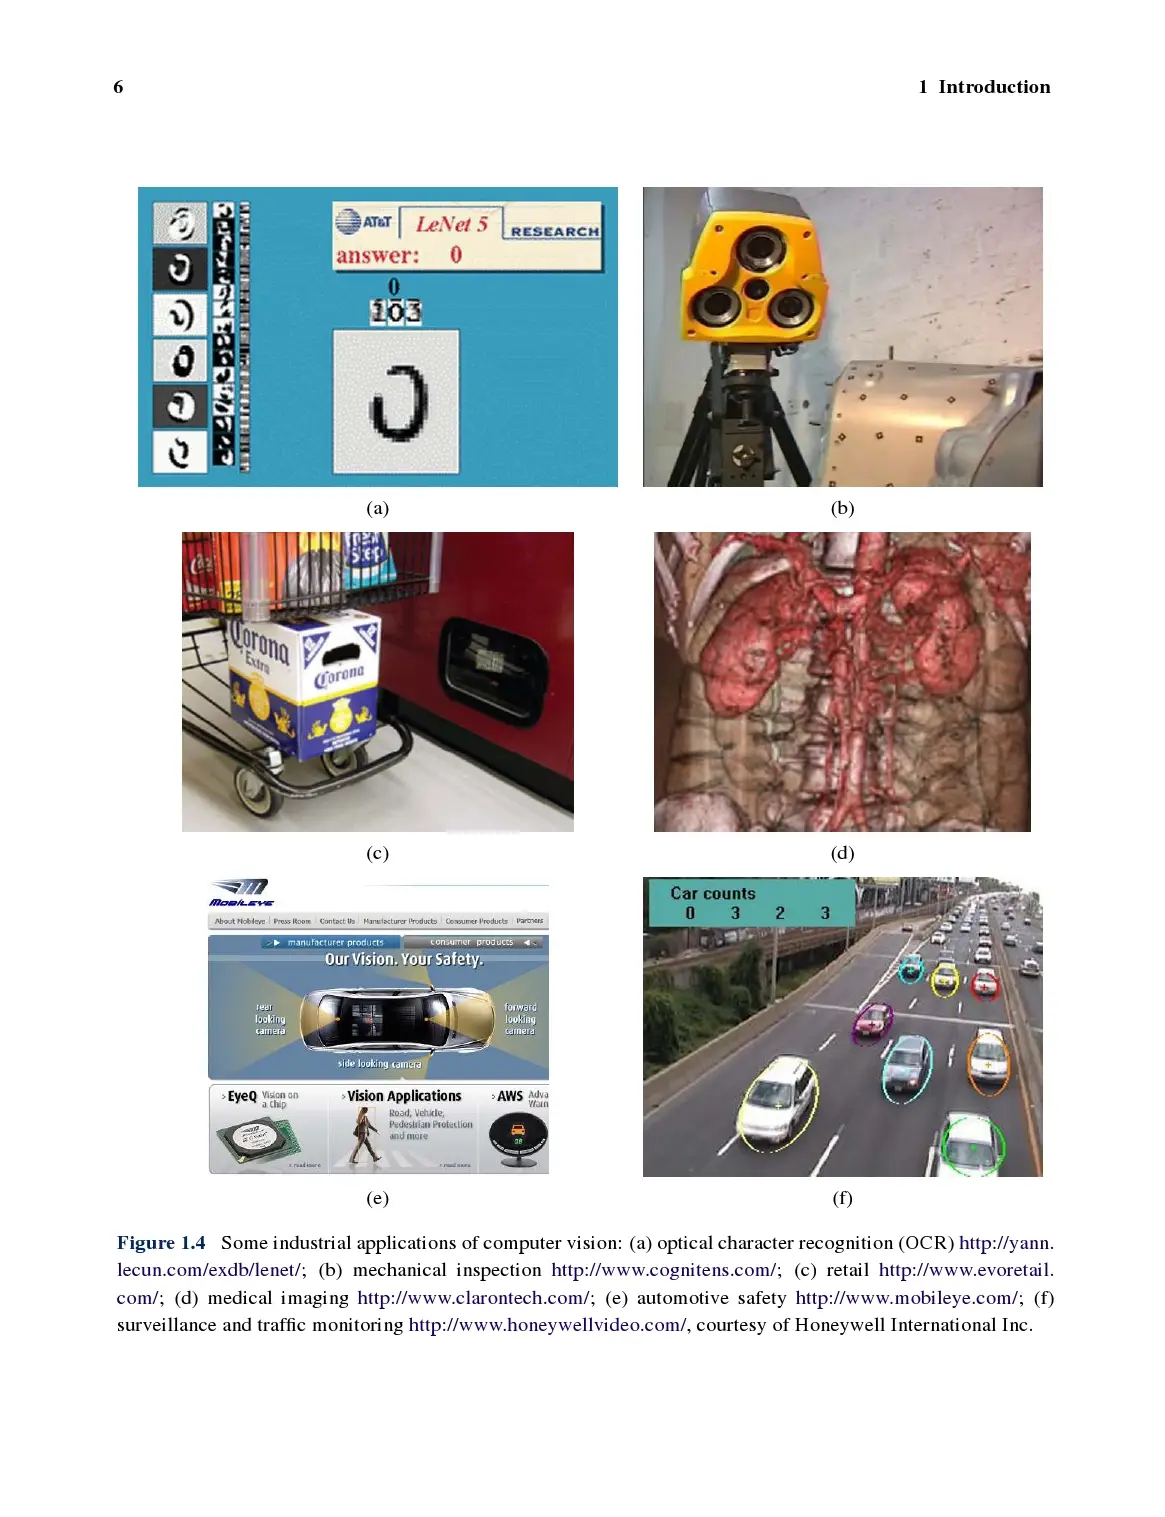 6
1 Introduction
AT&T
LeNet 5
RESEARCH
answer: 0
0
103
(a)
(b)
Corona
Extra
Corona
(c)
(d)
MOBILEYE
About Mobileye
Press Room
Contact Us
Manufacturer Products
Consumer Products
Partners
manufacturer products
consumer products
Our Vision. Your Safety.
rear
looking
camera
forward
looking
camera
side looking camera
EyeQ Vision on
a Chip
> read more
Vision Applications
Road, Vehicle,
Pedestrian Protection
and more
> read more
AWS Adva
Warn
Car counts
0 3 2 3
(e)
(f)
Figure 1.4 Some industrial applications of computer vision: (a) optical character recognition (OCR) http://yann.
lecun.com/exdb/lenet/; (b) mechanical inspection http://www.cognitens.com/; (c) retail http://www.evoretail.
com/; (d) medical imaging http://www.clarontech.com/; (e) automotive safety http://www.mobileye.com/; (f)
surveillance and traffic monitoring http://www.honeywellvideo.com/, courtesy of Honeywell International Inc.